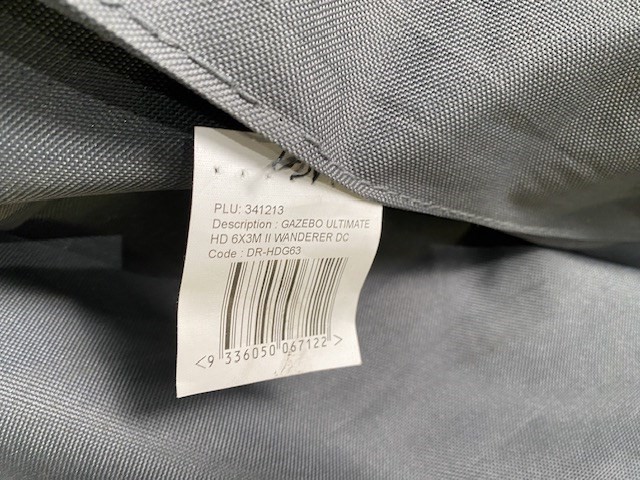 PLU: 341213
Description : GAZEBO ULTIMATE
HD 6X3M II WANDERER DC
Code : DR-HDG63
<9 336050 067122>